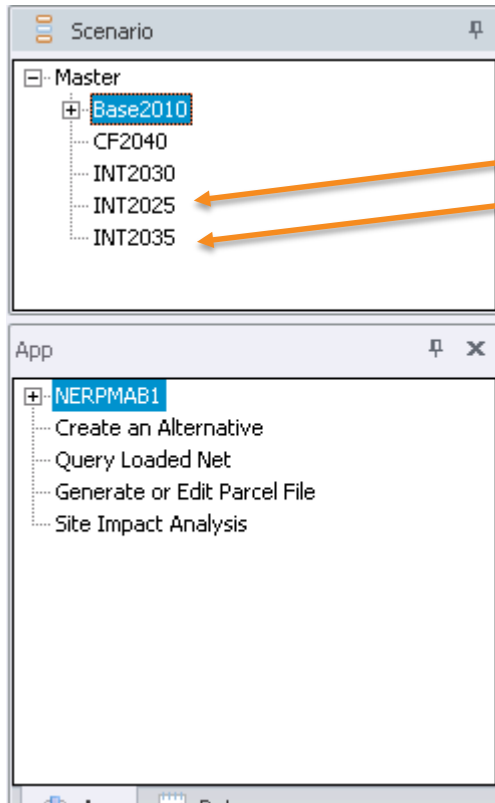 Scenario
Master
Base2010
CF2040
INT2030
INT2025
INT2035
App
NERPMAB1
Create an Alternative
Query Loaded Net
Generate or Edit Parcel File
Site Impact Analysis